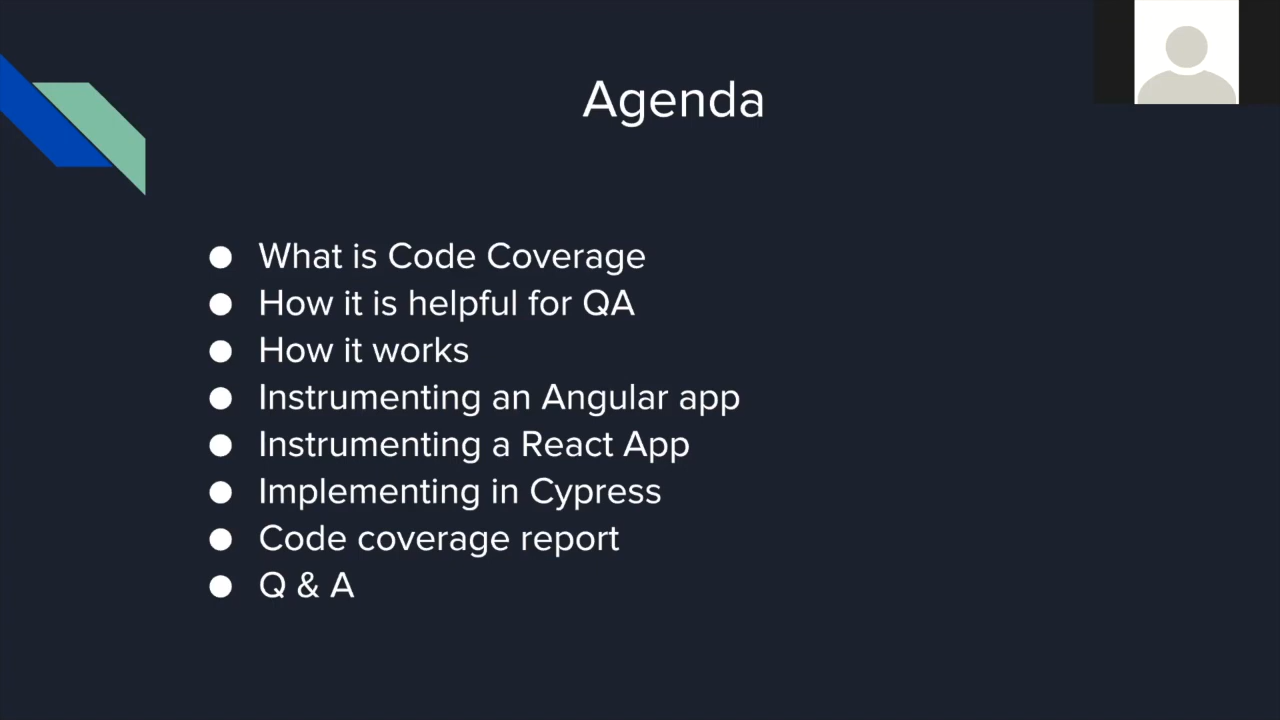 Agenda
● What is Code Coverage
● How it is helpful for QA
● How it works
● Instrumenting an Angular app
● Instrumenting a React App
● Implementing in Cypress
● Code coverage report
● Q & A